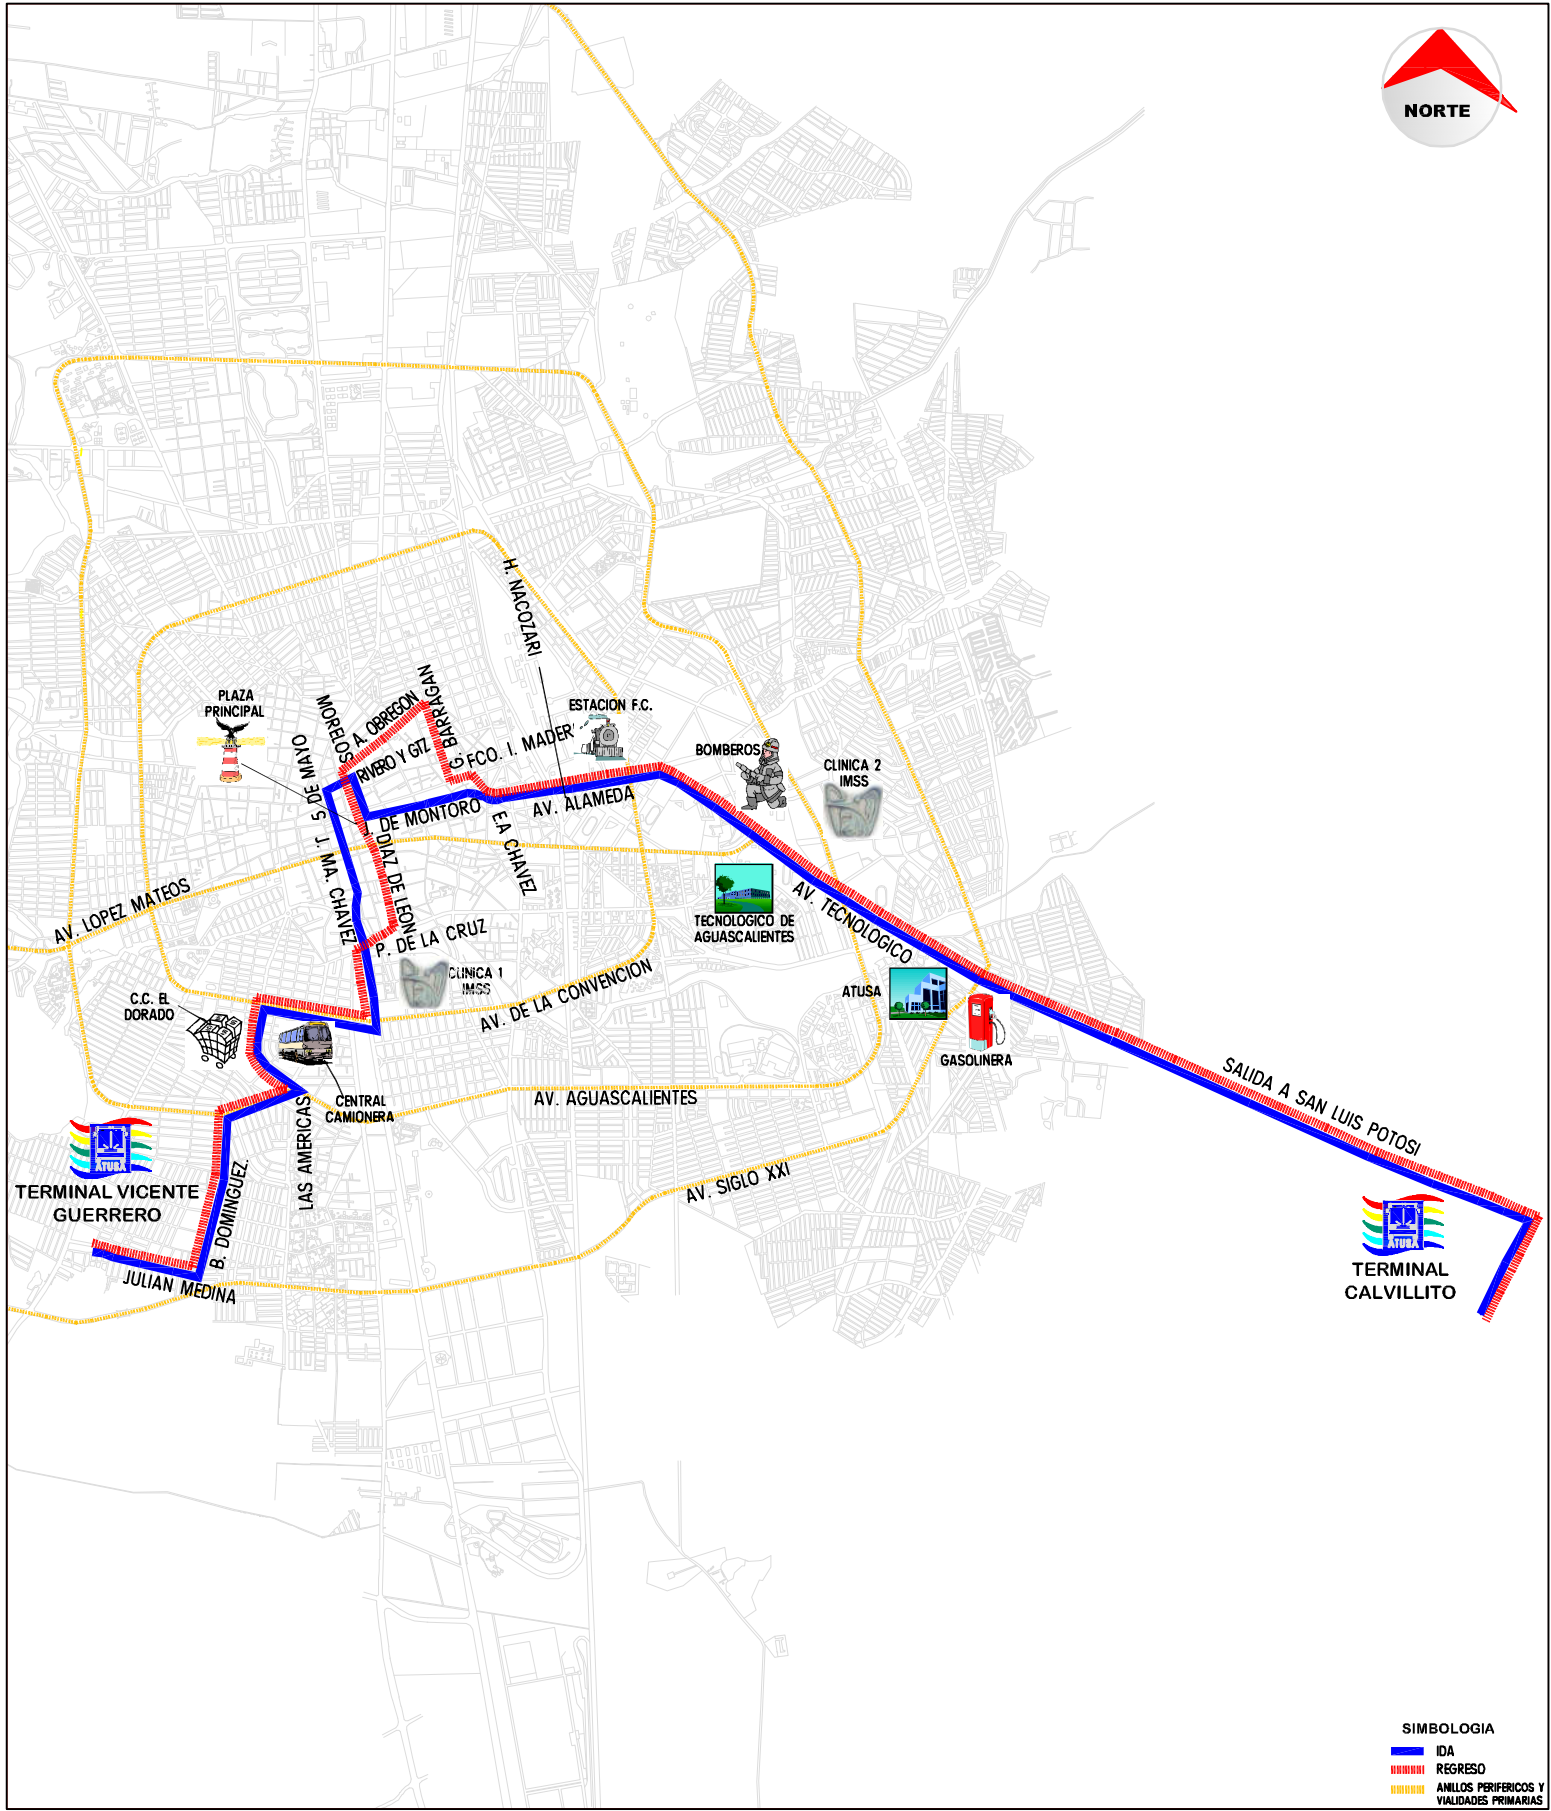 NORTE
H. NACOZARI
PLAZA
PRINCIPAL
MORELOS
A. OBREGON
G. BARRAGAN
ESTACION F.C.
RIVERO Y GTZ
FCO. I. MADER
5 DE MAYO
BOMBEROS
CLINICA 2
IMSS
AV. ALAMEDA
J. DE MONTORO
EA CHAVEZ
T. MA. CHAVEZ
DIAZ DE LEON
AV. LOPEZ MATEOS
P. DE LA CRUZ
TECNOLOGICO DE
AGUASCALIENTES
AV. TECNOLOGICO
CLINICA 1
IMSS
AV. DE LA CONVENCION
C.C. EL
DORADO
ATUSA
GASOLINERA
CENTRAL
CAMIONERA
AV. AGUASCALIENTES
SALIDA A SAN LUIS POTOSI
LAS AMERICAS
ATUSA
TERMINAL VICENTE
GUERRERO
B. DOMINGUEZ.
AV. SIGLO XXI
JULIAN MEDINA
ATUSA
TERMINAL
CALVILLITO
SIMBOLOGIA
IDA
REGRESO
ANILLOS PERIFERICOS Y
VIALIDADES PRIMARIAS